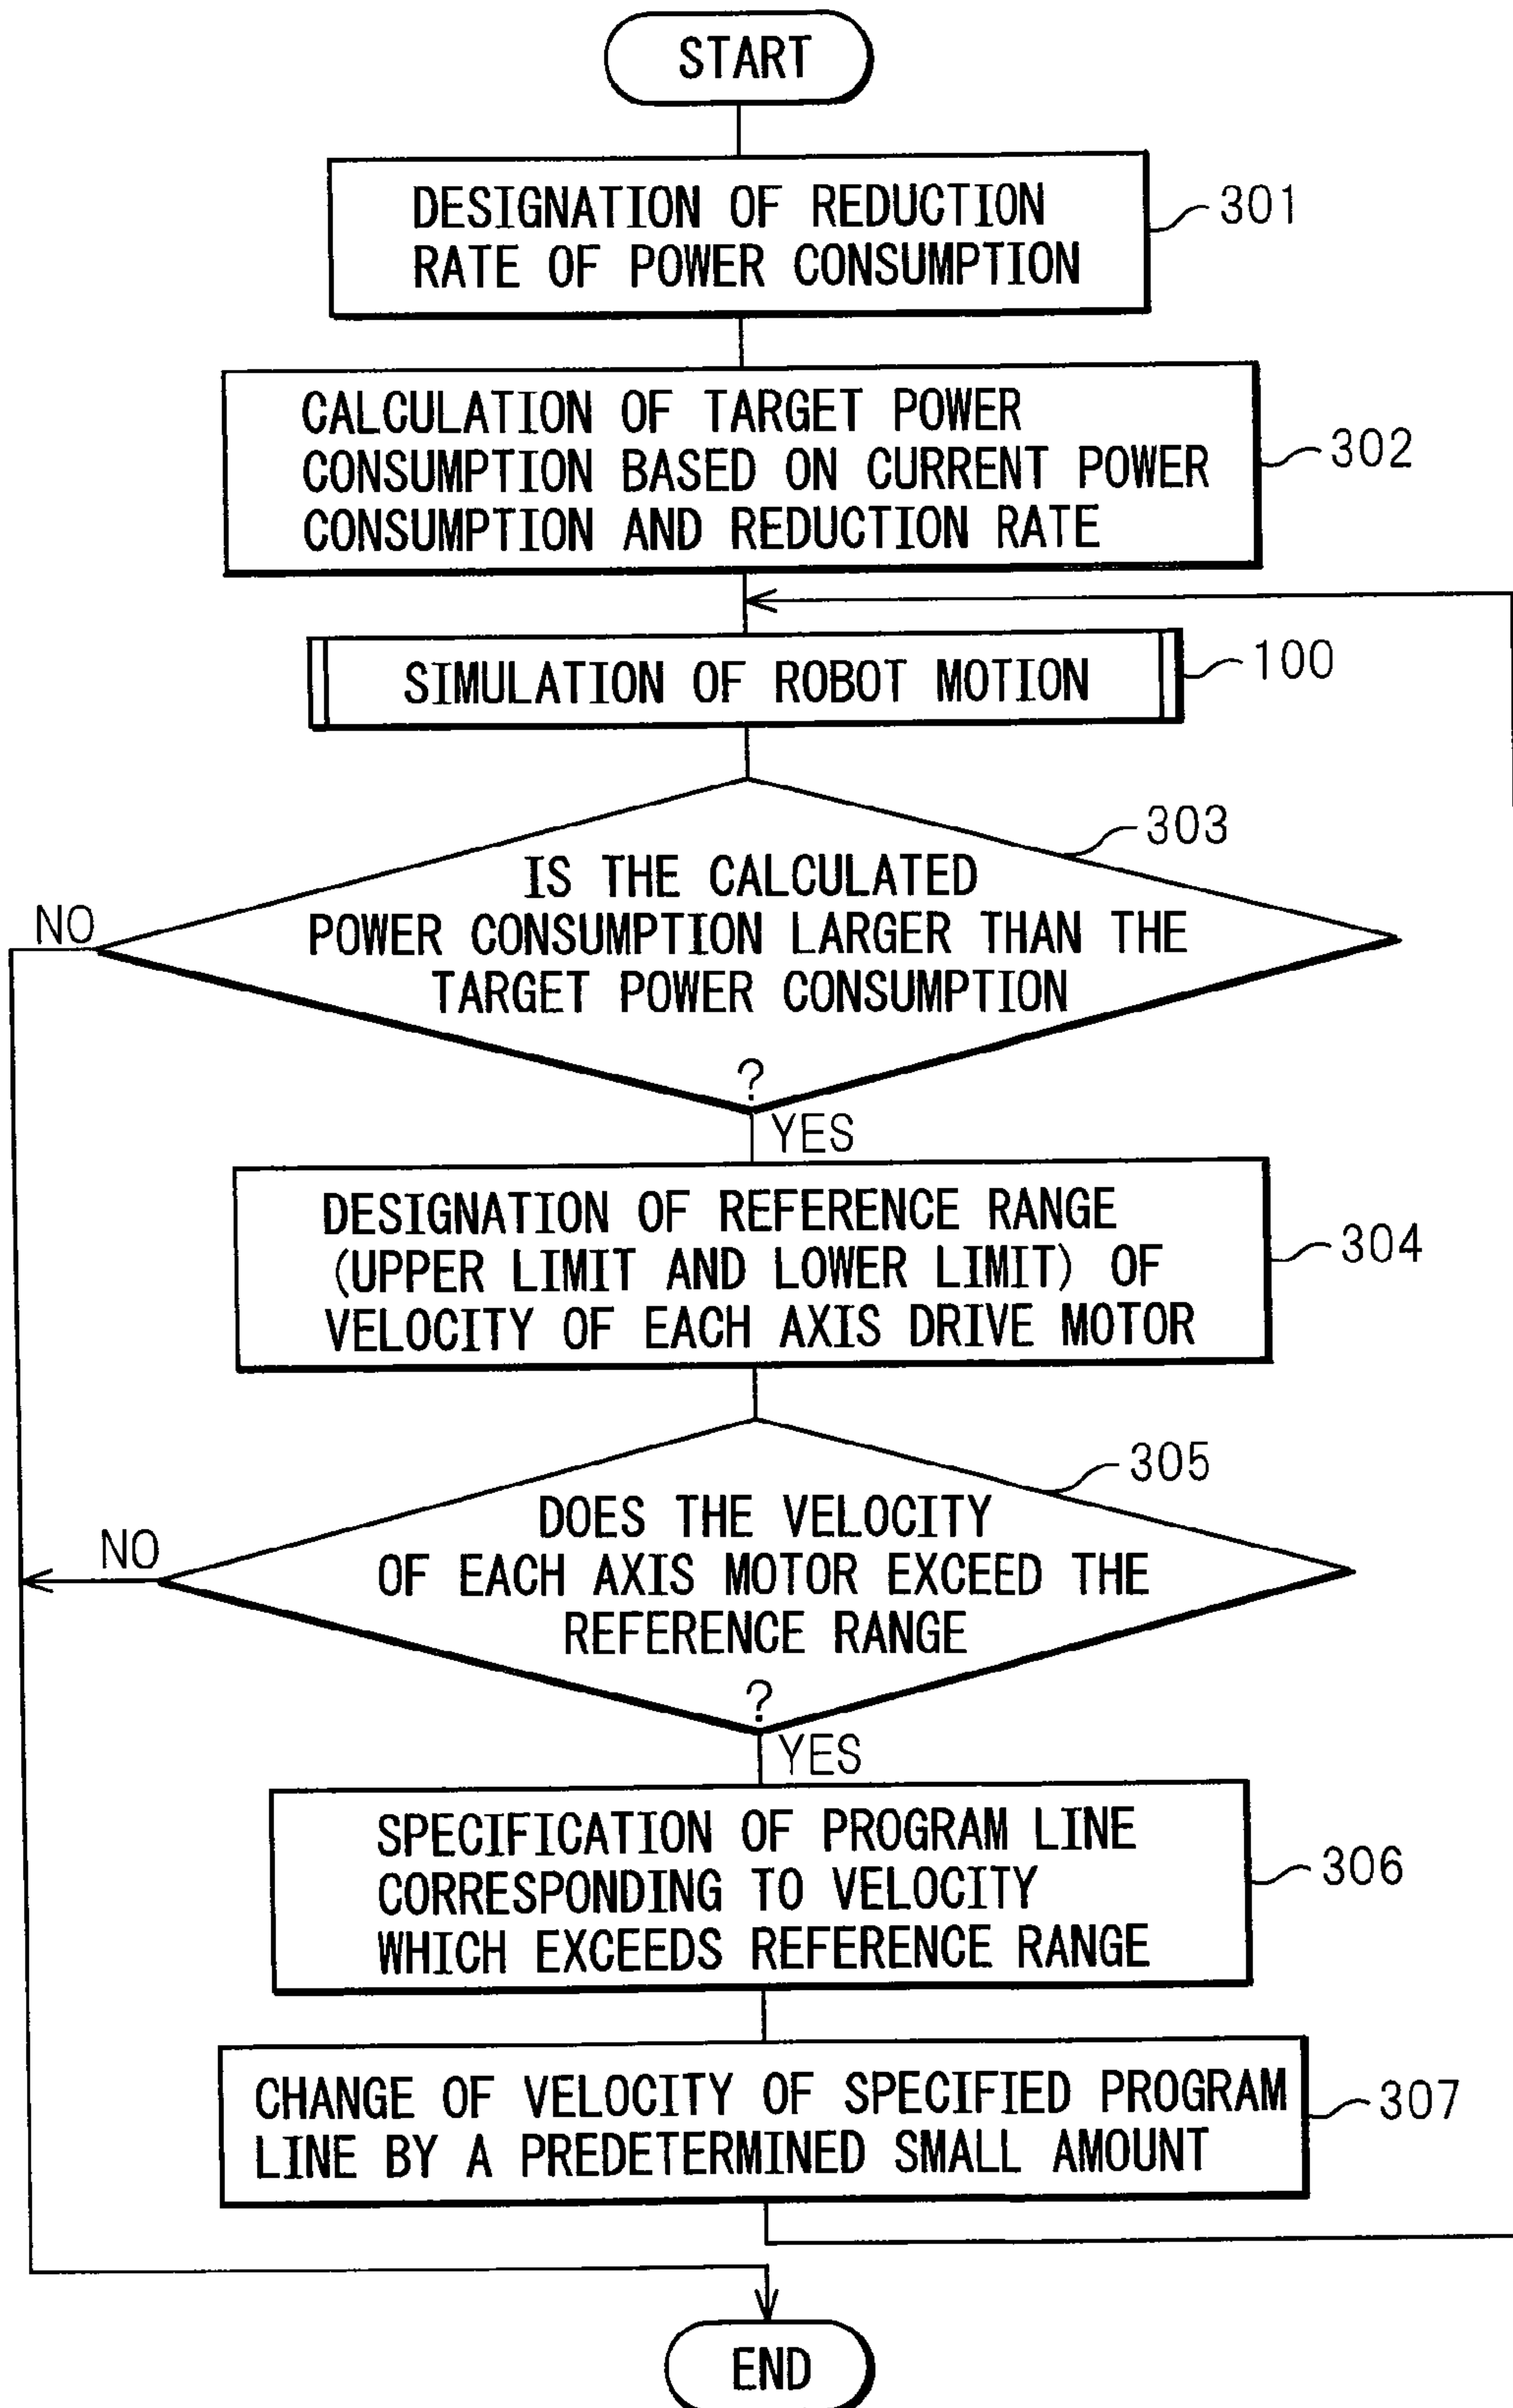 START
DESIGNATION OF REDUCTION
RATE OF POWER CONSUMPTION
301
CALCULATION OF TARGET POWER
CONSUMPTION BASED ON CURRENT POWER
CONSUMPTION AND REDUCTION RATE
302
SIMULATION OF ROBOT MOTION
100
303
IS THE CALCULATED
POWER CONSUMPTION LARGER THAN THE
TARGET POWER CONSUMPTION
?
NO
YES
DESIGNATION OF REFERENCE RANGE
(UPPER LIMIT AND LOWER LIMIT) OF
VELOCITY OF EACH AXIS DRIVE MOTOR
304
305
DOES THE VELOCITY
OF EACH AXIS MOTOR EXCEED THE
REFERENCE RANGE
?
NO
YES
SPECIFICATION OF PROGRAM LINE
CORRESPONDING TO VELOCITY
WHICH EXCEEDS REFERENCE RANGE
306
CHANGE OF VELOCITY OF SPECIFIED PROGRAM
LINE BY A PREDETERMINED SMALL AMOUNT
307
END